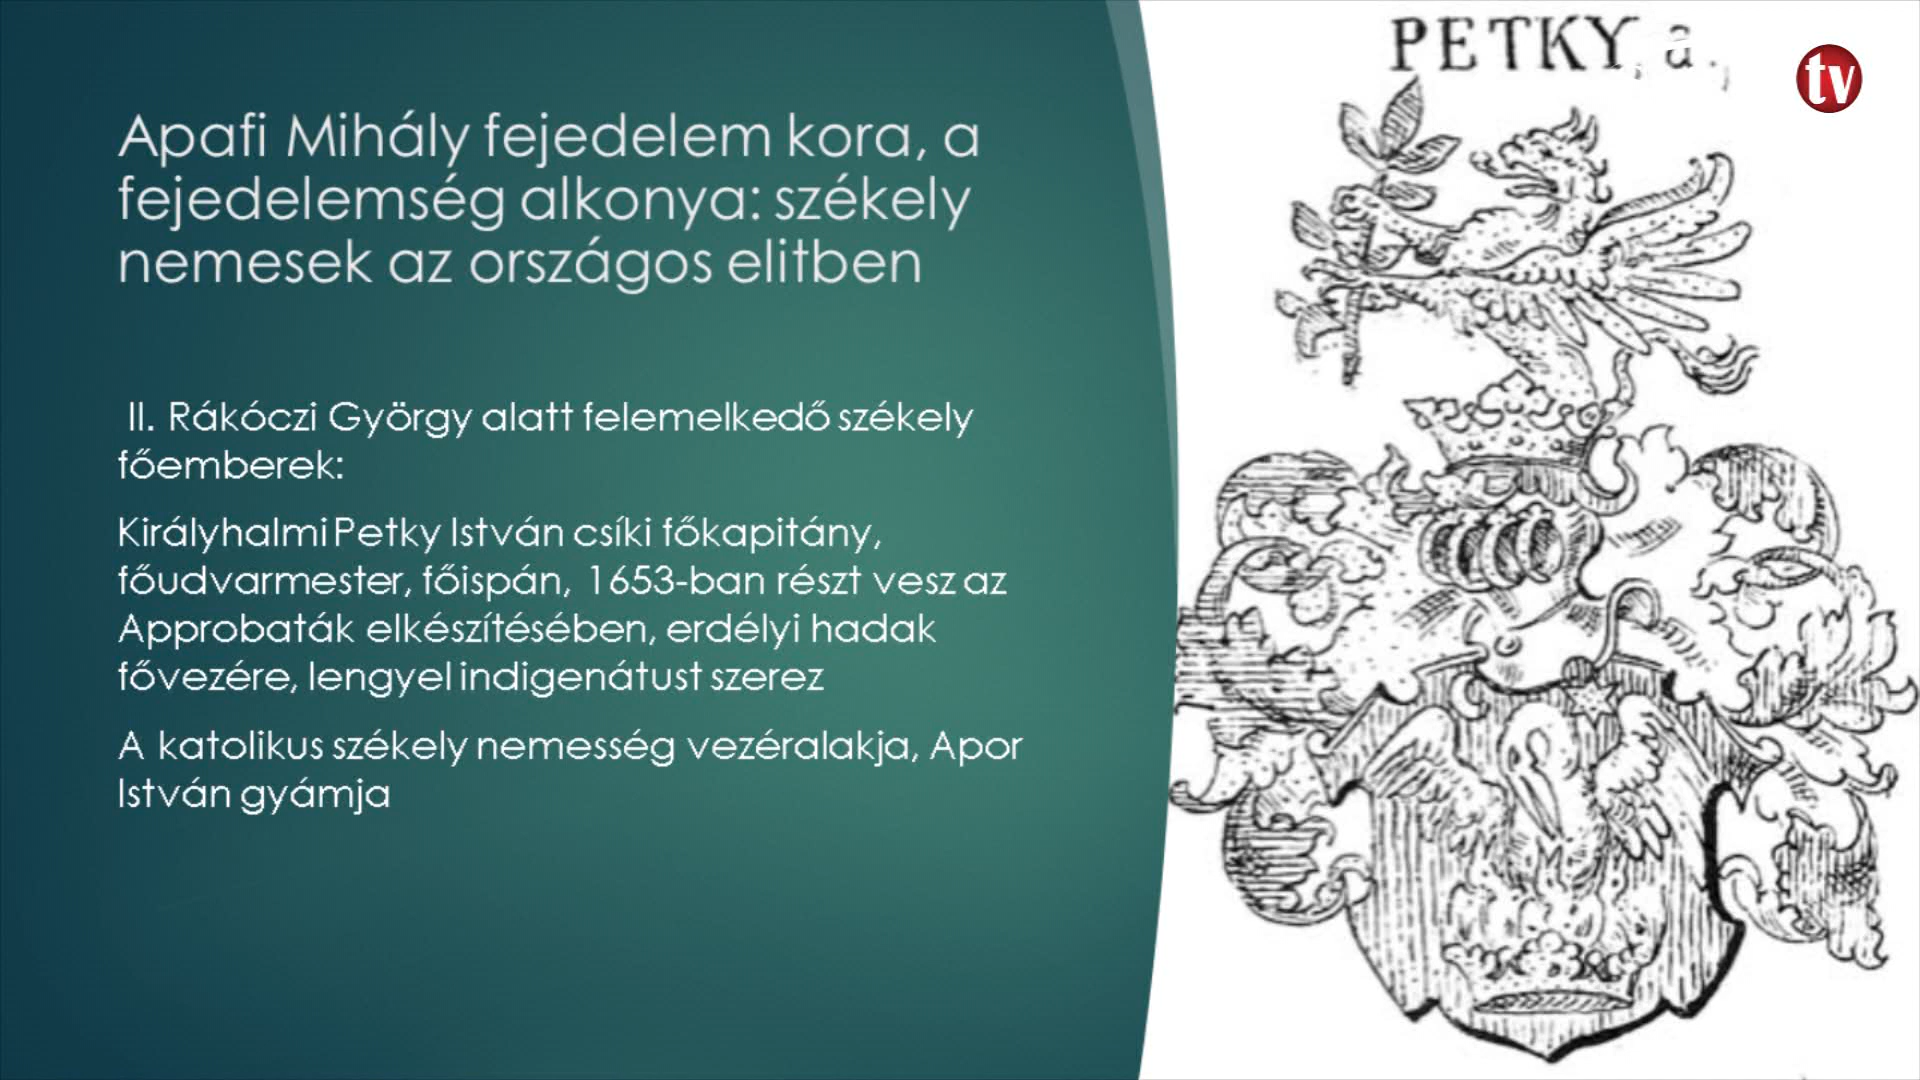 Apafi Mihály fejedelem kora, a
fejedelemség alkonya: székely
nemesek az országos elitben
II. Rákóczi György alatt felemelkedő székely
főemberek:
Királyhalmi Petky István csíki főkapitány,
főudvarmester, főispán, 1653-ban részt vesz az
Approbaták elkészítésében, erdélyi hadak
fővezére, lengyel indigenátust szerez
A katolikus székely nemesség vezéralakja, Apor
István gyámja
PETKY, a.
tv